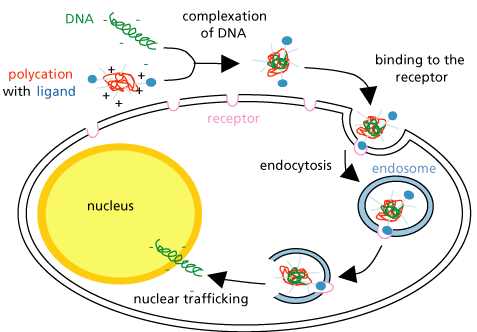 DNA
complexation
of DNA
polycation
with ligand
binding to the
receptor
receptor
endocytosis
endosome
nucleus
nuclear trafficking